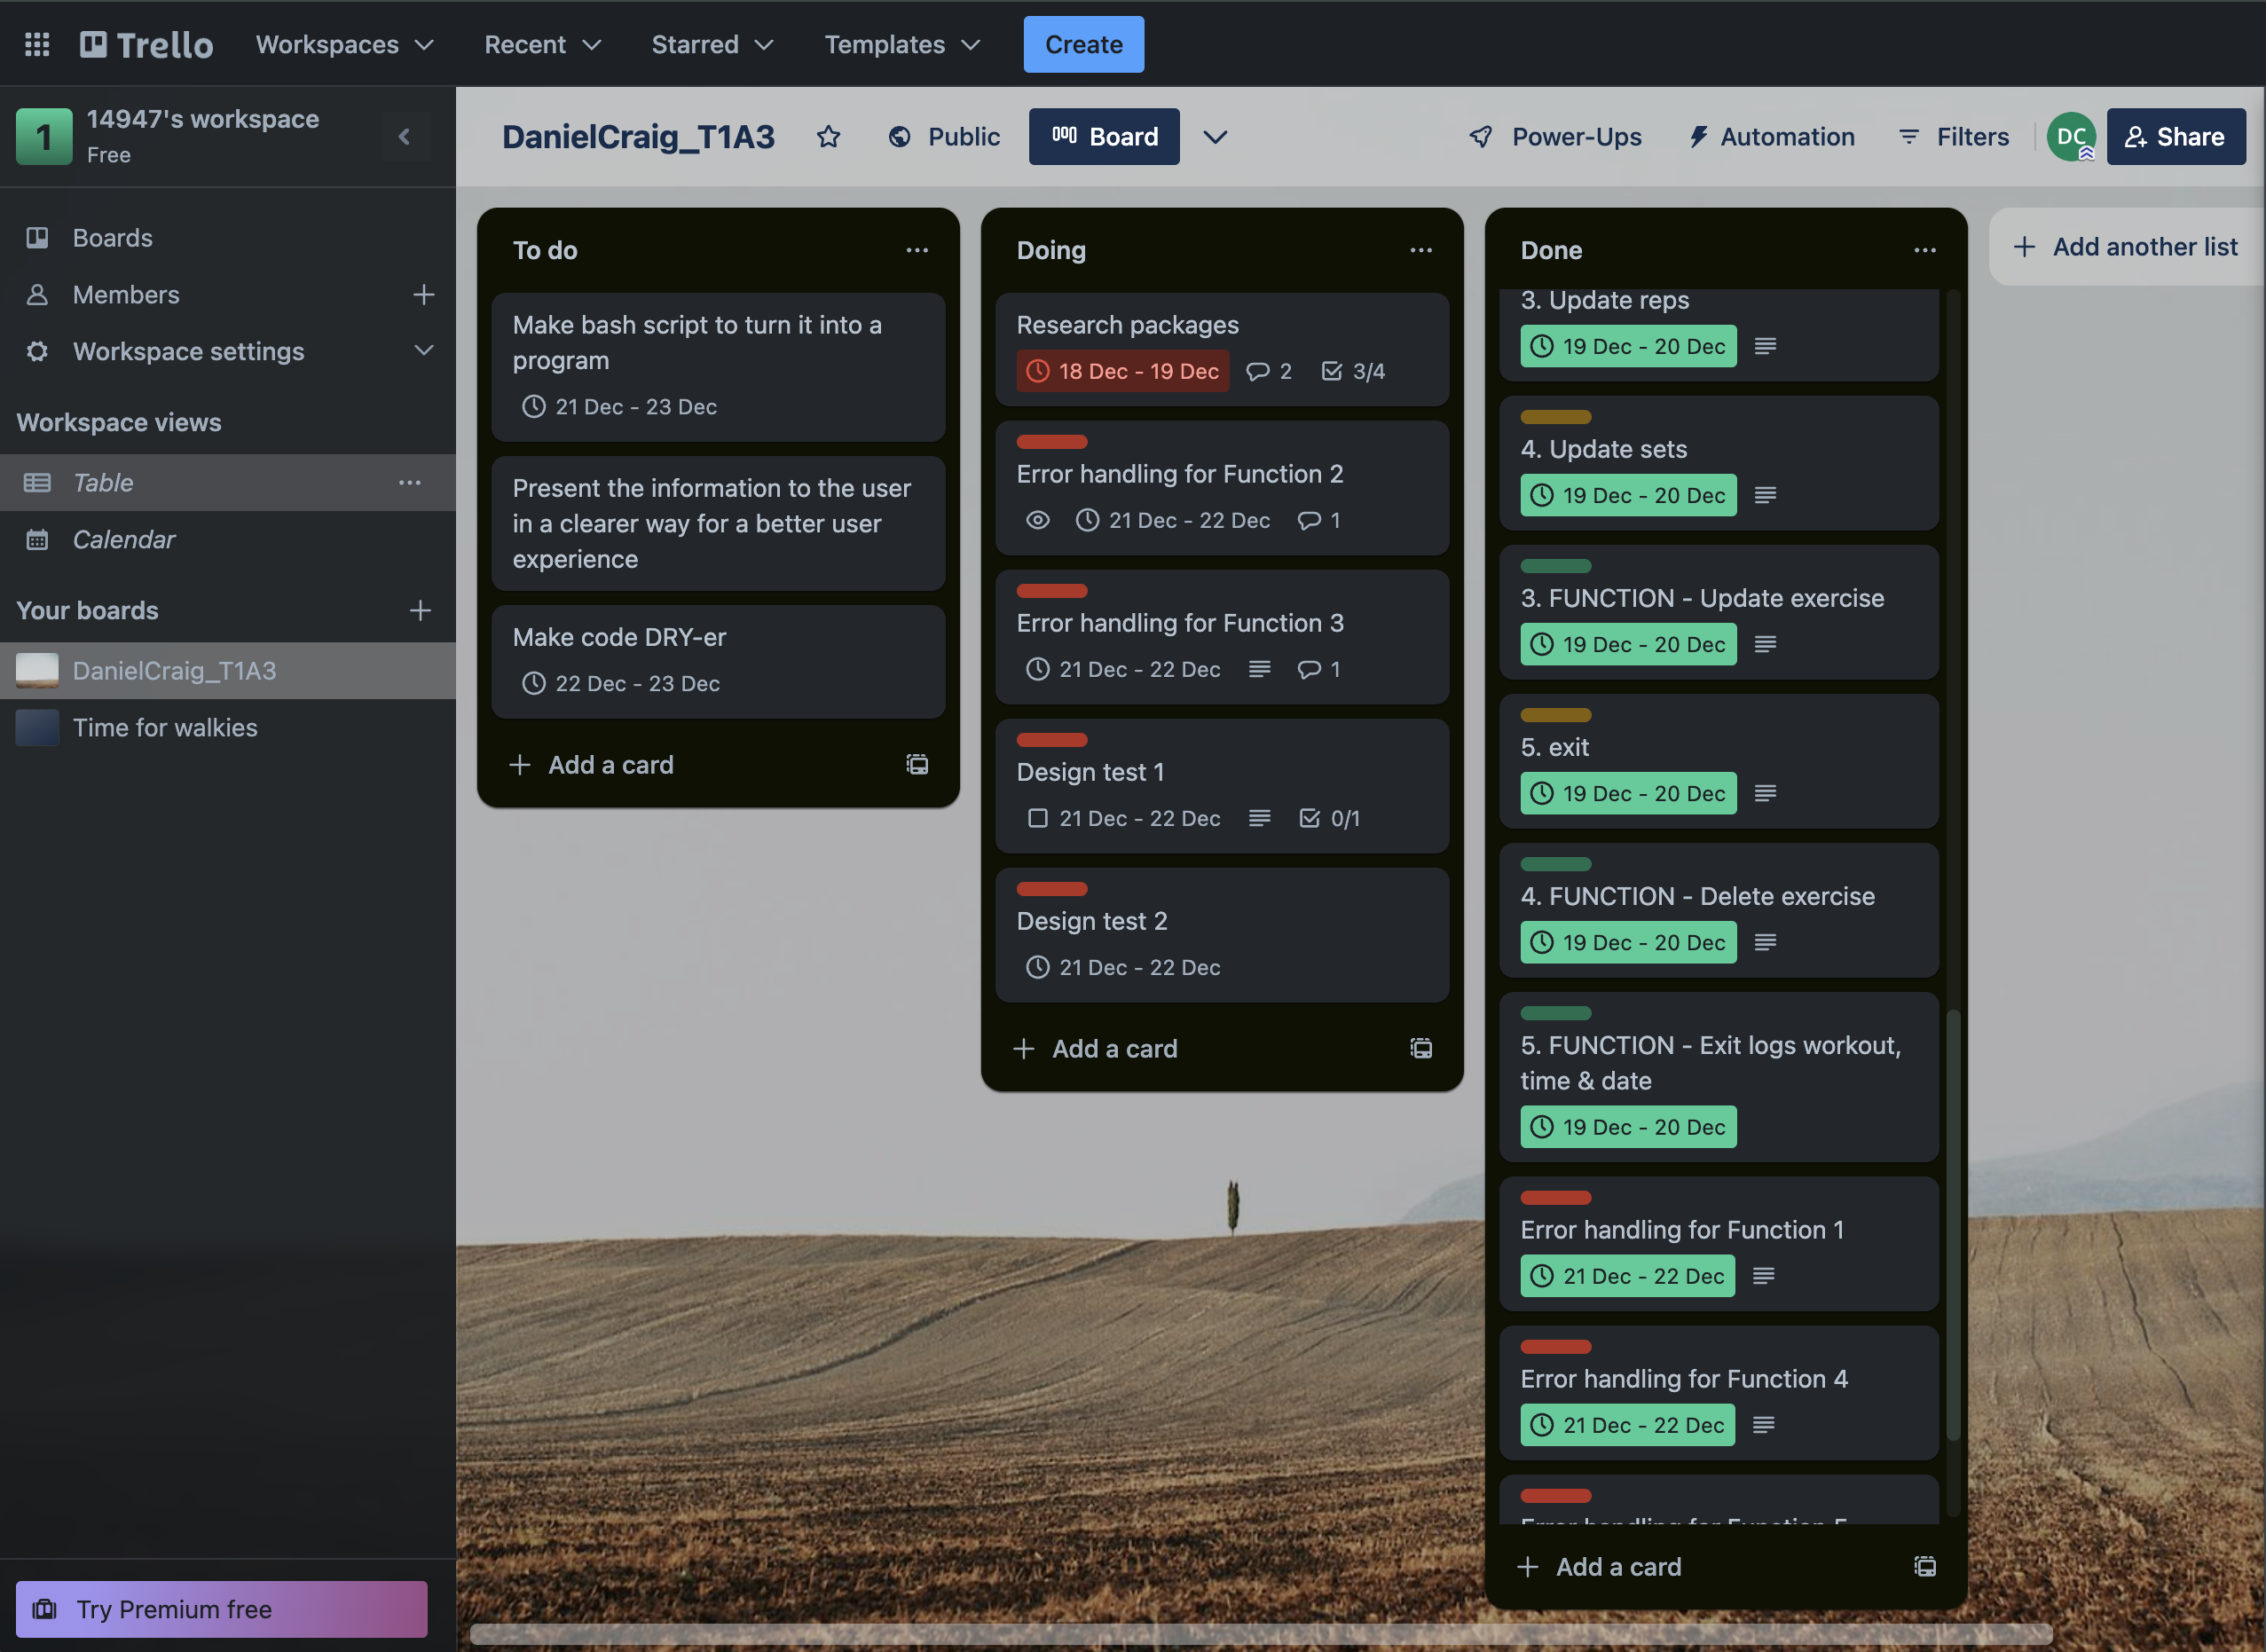 Trello
Workspaces
Recent
Starred
Templates
Create
1
14947's workspace
Free
DanielCraig_T1A3
Public
Board
Power-Ups
Automation
Filters
DC
Share
Boards
Members
Workspace settings
Workspace views
Table
Calendar
Your boards
DanielCraig_T1A3
Time for walkies
Try Premium free
To do
Make bash script to turn it into a
program
21 Dec - 23 Dec
Present the information to the user
in a clearer way for a better user
experience
Make code DRY-er
22 Dec - 23 Dec
Add a card
Doing
Research packages
18 Dec - 19 Dec
2
3/4
Error handling for Function 2
21 Dec - 22 Dec
1
Error handling for Function 3
21 Dec - 22 Dec
1
Design test 1
21 Dec - 22 Dec
0/1
Design test 2
21 Dec - 22 Dec
Add a card
Done
3. Update reps
19 Dec - 20 Dec
4. Update sets
19 Dec - 20 Dec
3. FUNCTION - Update exercise
19 Dec - 20 Dec
5. exit
19 Dec - 20 Dec
4. FUNCTION - Delete exercise
19 Dec - 20 Dec
5. FUNCTION - Exit logs workout,
time & date
19 Dec - 20 Dec
Error handling for Function 1
21 Dec - 22 Dec
Error handling for Function 4
21 Dec - 22 Dec
Error handling for Function 5
Add a card
Add another list